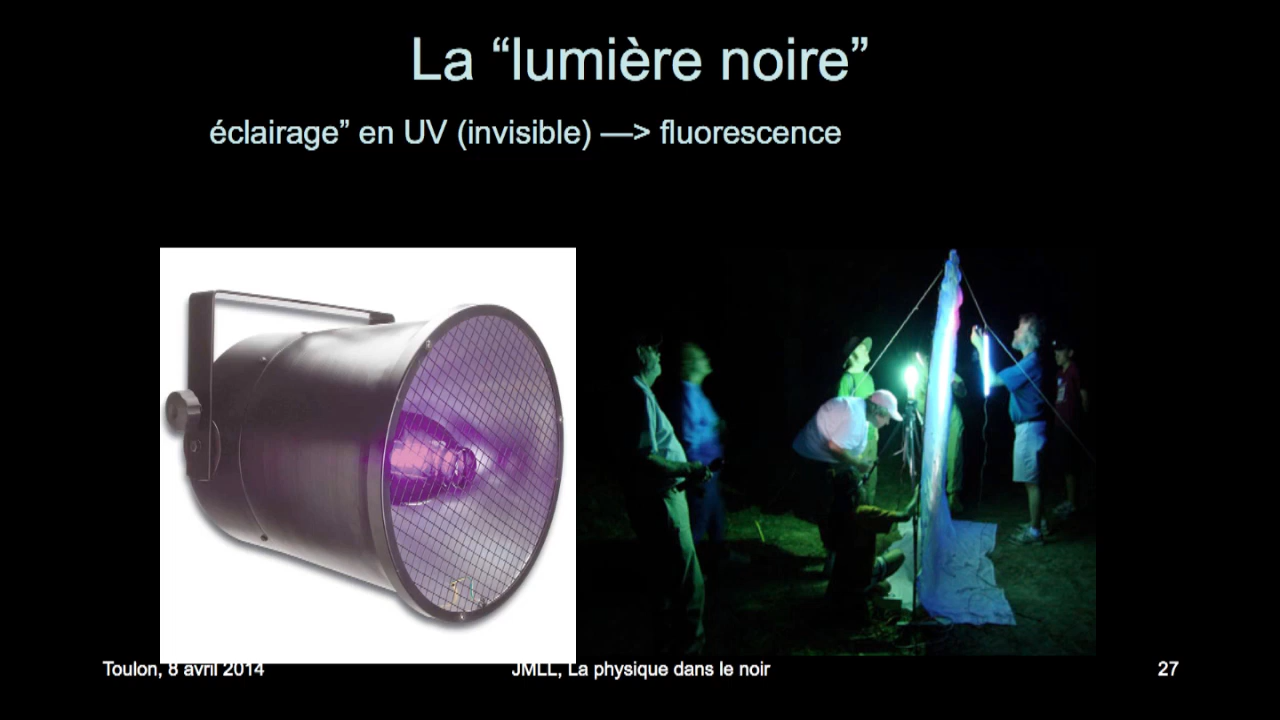 La “lumière noire”
éclairage” en UV (invisible) —> fluorescence
Toulon, 8 avril 2014
JMLL, La physique dans le noir
27